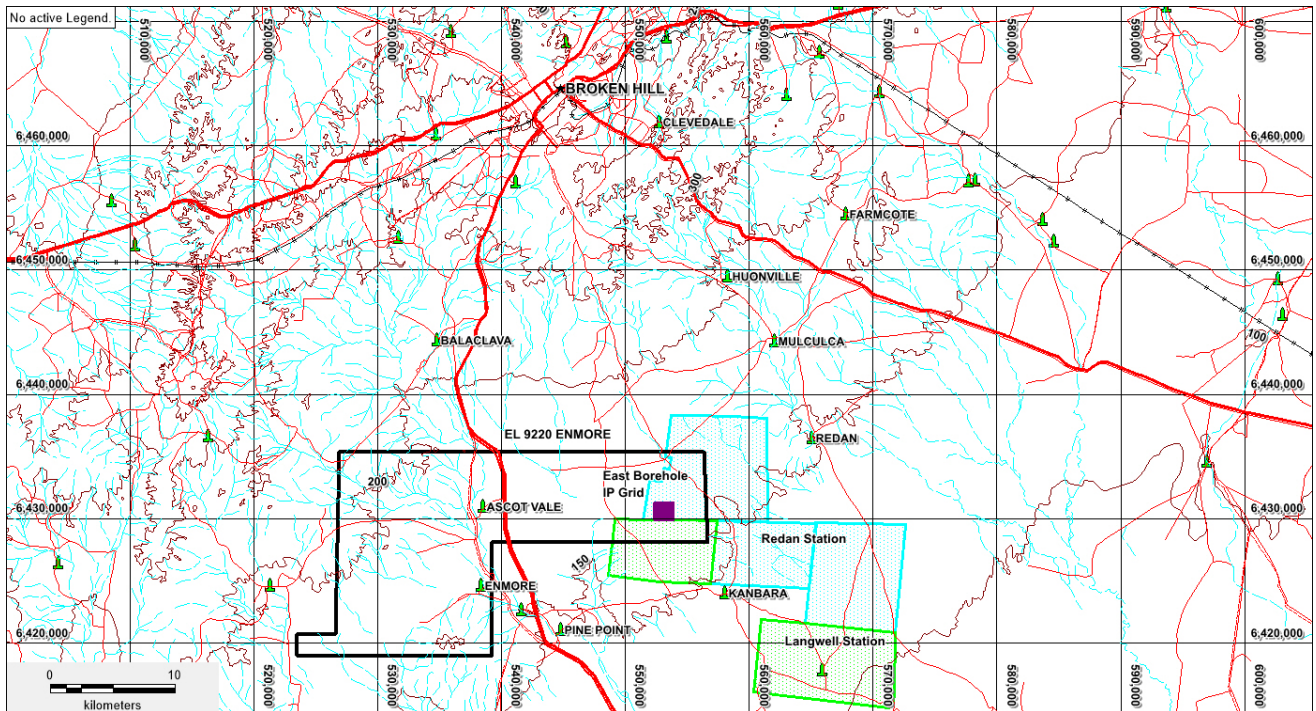 No active Legend.
510,000
520,000
530,000
540,000
550,000
560,000
570,000
580,000
590,000
600,000
BROKEN HILL
CLEVEDALE
6,460,000
6,460,000
300
FARMCOTE
6,450,000
6,450,000
HUONVILLE
BALACLAVA
MULCULCA
100
6,440,000
6,440,000
EL 9220 ENMORE
REDAN
200
East Borehole
IP Grid
ASCOT VALE
6,430,000
6,430,000
Redan Station
150
ENMORE
KANBARA
PINE POINT
6,420,000
6,420,000
Langwell Station
520,000
530,000
540,000
550,000
560,000
570,000
580,000
590,000
600,000
0
10
kilometers